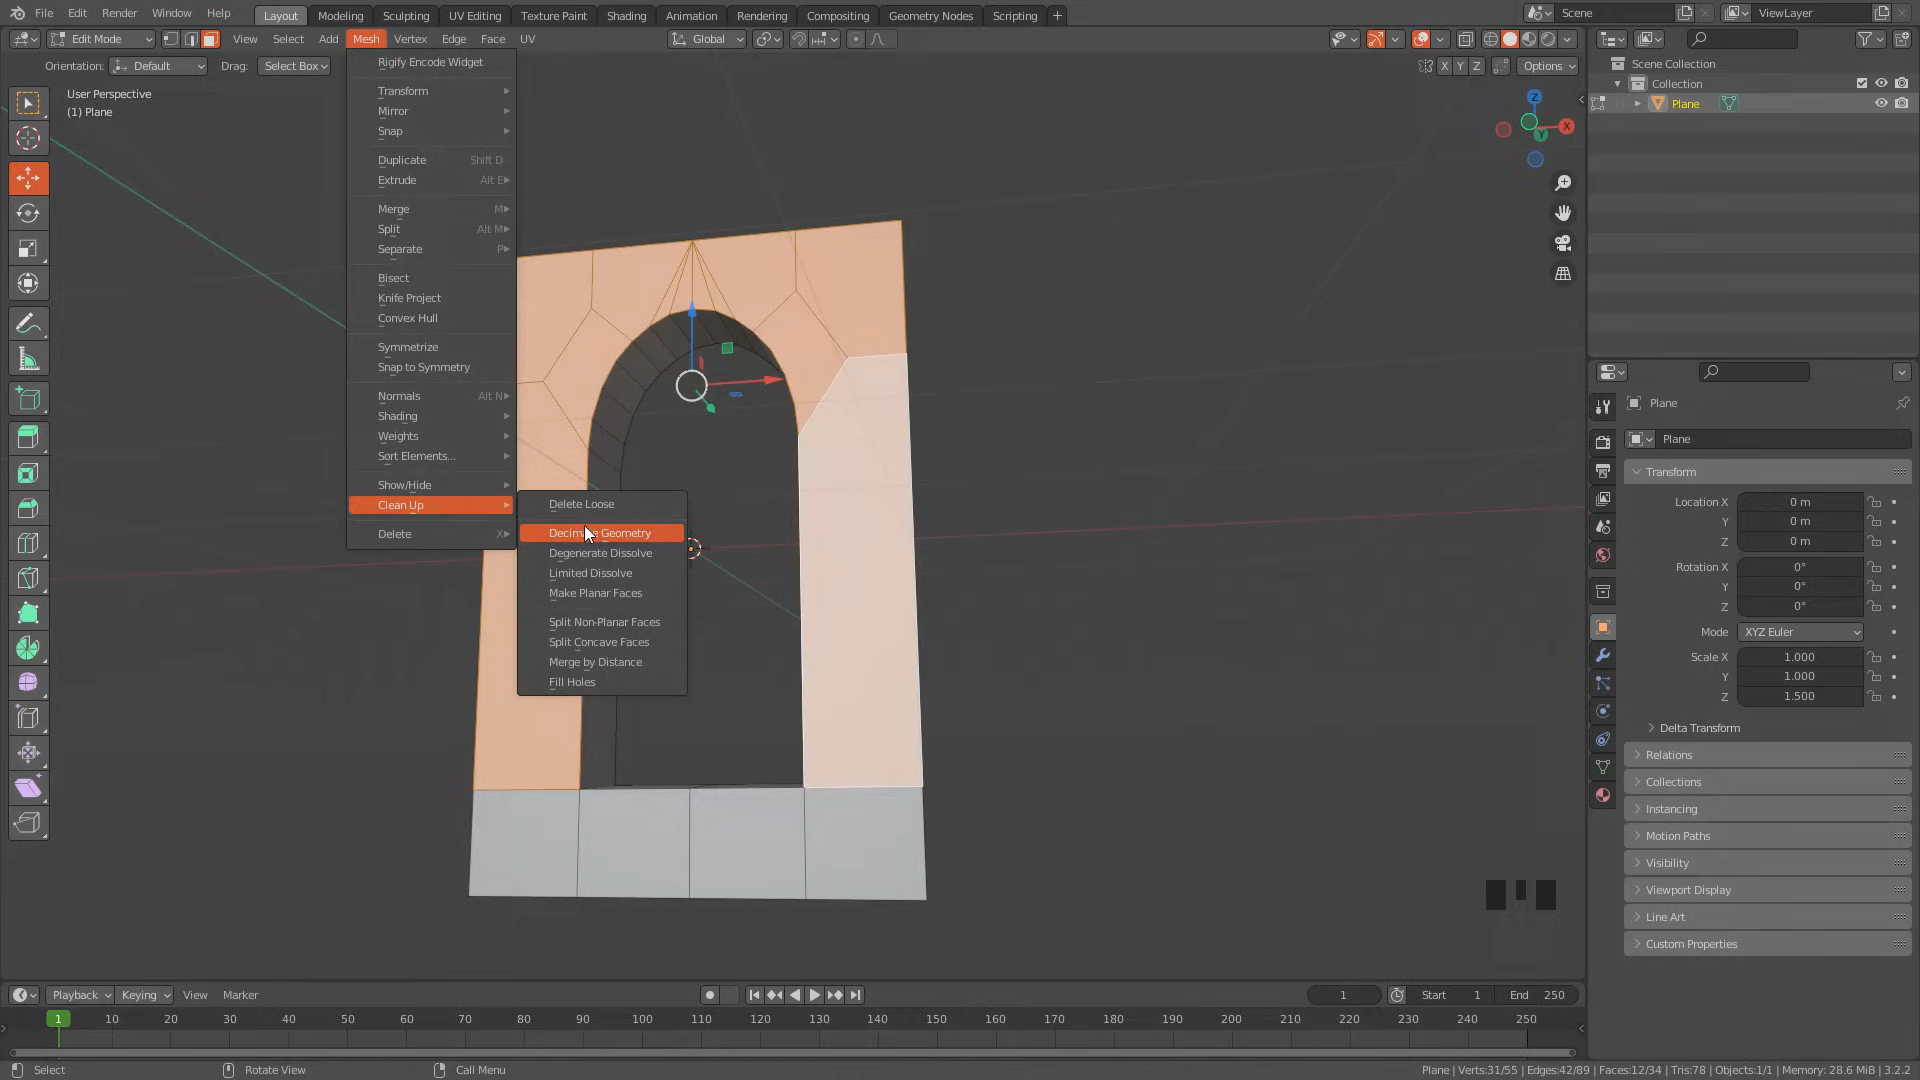 File Edit Render Window Help Layout Modeling Sculpting UV Editing Texture Paint Shading Animation Rendering Compositing Geometry Nodes Scripting + Scene ViewLayer
Edit Mode View Select Add Mesh Vertex Edge Face UV Global
Orientation: Default Drag: Select Box X Y Z Options
User Perspective
(1) Plane
Rigify Encode Widget
Transform
Mirror
Snap
Duplicate Shift D
Extrude Alt E
Merge M
Split Alt M
Separate P
Bisect
Knife Project
Convex Hull
Symmetrize
Snap to Symmetry
Normals Alt N
Shading
Weights
Sort Elements...
Show/Hide
Clean Up
Delete X
Delete Loose
Decimate Geometry
Degenerate Dissolve
Limited Dissolve
Make Planar Faces
Split Non-Planar Faces
Split Concave Faces
Merge by Distance
Fill Holes
Z
X
Y
Scene Collection
Collection
Plane
Plane
Plane
Transform
Location X 0 m
Y 0 m
Z 0 m
Rotation X 0°
Y 0°
Z 0°
Mode XYZ Euler
Scale X 1.000
Y 1.000
Z 1.500
Delta Transform
Relations
Collections
Instancing
Motion Paths
Visibility
Viewport Display
Line Art
Custom Properties
Playback Keying View Marker 1 Start 1 End 250
1 10 20 30 40 50 60 70 80 90 100 110 120 130 140 150 160 170 180 190 200 210 220 230 240 250
Select Rotate View Call Menu Plane | Verts:31/55 | Edges:42/89 | Faces:12/34 | Tris:78 | Objects:1/1 | Memory: 28.6 MiB | 3.2.2